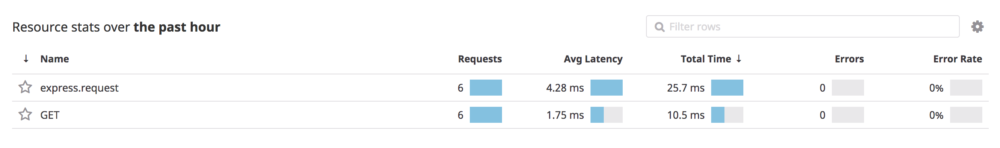 Resource stats over the past hour
Filter rows
↓ Name Requests Avg Latency Total Time ↓ Errors Error Rate
express.request 6 4.28 ms 25.7 ms 0 0%
GET 6 1.75 ms 10.5 ms 0 0%